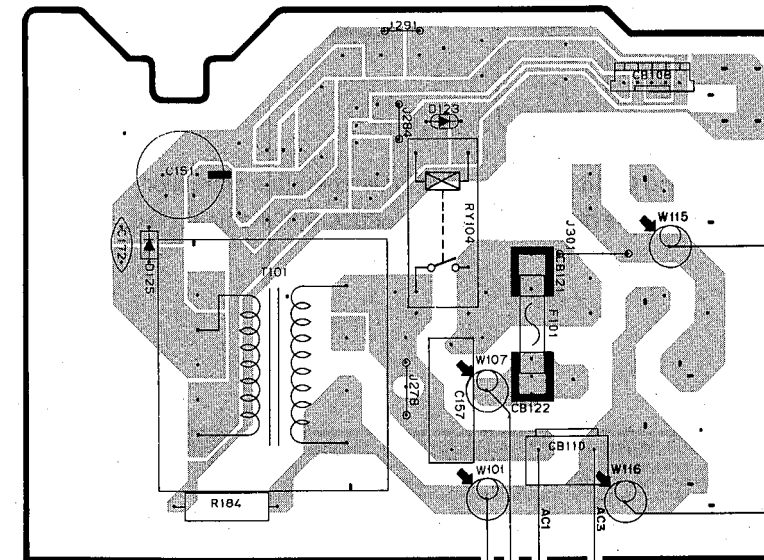 J291
CB108
D123
J284
C151
RY104
W115
J301
C172
D125
CB121
T101
F101
W107
J278
C157
CB122
CB110
W101
W116
R184
AC1
AC3